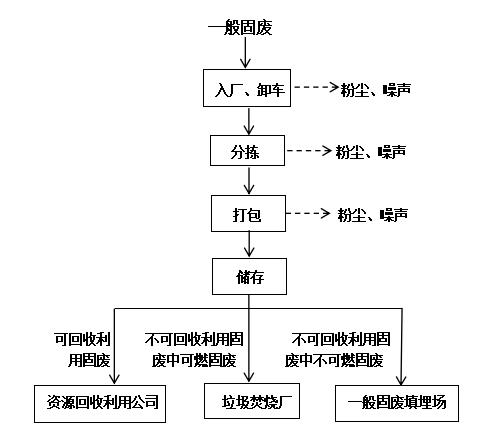 一般固废
入厂、卸车
粉尘、噪声
分拣
粉尘、噪声
打包
粉尘、噪声
储存
可回收利
用固废
不可回收利用固
废中可燃固废
不可回收利用固
废中不可燃固废
资源回收利用公司
垃圾焚烧厂
一般固废填埋场